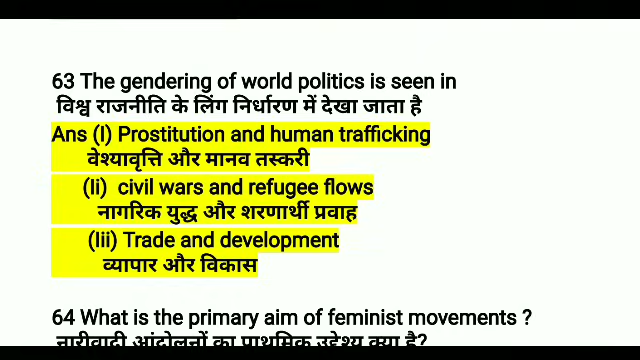 63 The gendering of world politics is seen in
विश्व राजनीति के लिंग निर्धारण में देखा जाता है
Ans (I) Prostitution and human trafficking
वेश्यावृत्ति और मानव तस्करी
(Ii) civil wars and refugee flows
नागरिक युद्ध और शरणार्थी प्रवाह
(Iii) Trade and development
व्यापार और विकास
64 What is the primary aim of feminist movements ?
नारीवादी आंदोलनों का प्राथमिक उद्देश्य क्या है?